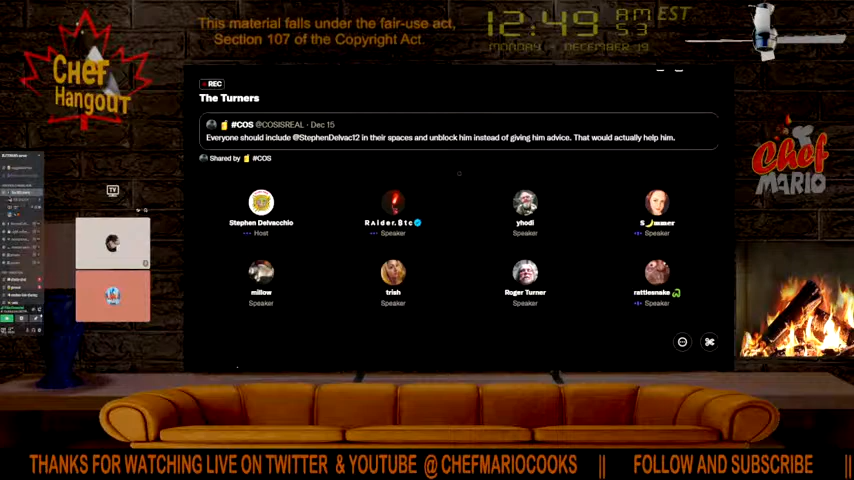 This material falls under the fair-use act,
Section 107 of the Copyright Act.
12:49 AM EST
53
MONDAY - DECEMBER 19
CHEF
HANGOUT
REC
The Turners
#COS @COSISREAL · Dec 15
Everyone should include @StephenDelvac12 in their spaces and unblock him instead of giving him advice. That would actually help him.
Shared by #COS
Stephen Delvacchio
Host
RAider.Btc
Speaker
yhodi
Speaker
Speaker
millow
Speaker
trish
Speaker
Roger Turner
Speaker
rattlesnake
Speaker
TV
Chef
MARIO
THANKS FOR WATCHING LIVE ON TWITTER & YOUTUBE @ CHEFMARIOCOOKS || FOLLOW AND SUBSCRIBE ||